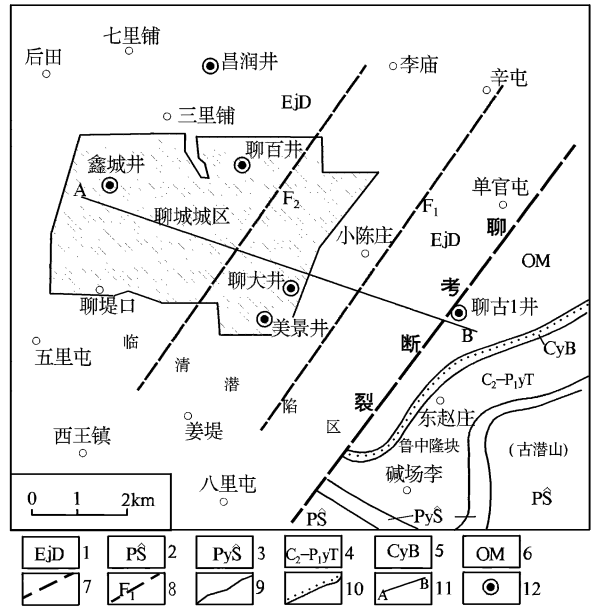 七里铺
后田
昌润井
李庙
辛屯
EjD
三里铺
鑫城井
聊百井
A
F₂
F₁
单官屯
聊城城区
小陈庄
EjD
聊
OM
聊大井
考
聊古1井
聊堤口
美景井
B
五里屯
临
清
潜
陷
区
断
裂
CyB
C₂-P₁yT
东赵庄
姜堤
西王镇
鲁中隆块
(古潜山)
碱场李
八里屯
PŜ
PyŜ
PŜ
0 1 2km
EjD 1 PŜ 2 PyŜ 3 C₂-P₁yT 4 CyB 5 OM 6
7 F₁ 8 9 10 A B 11 12